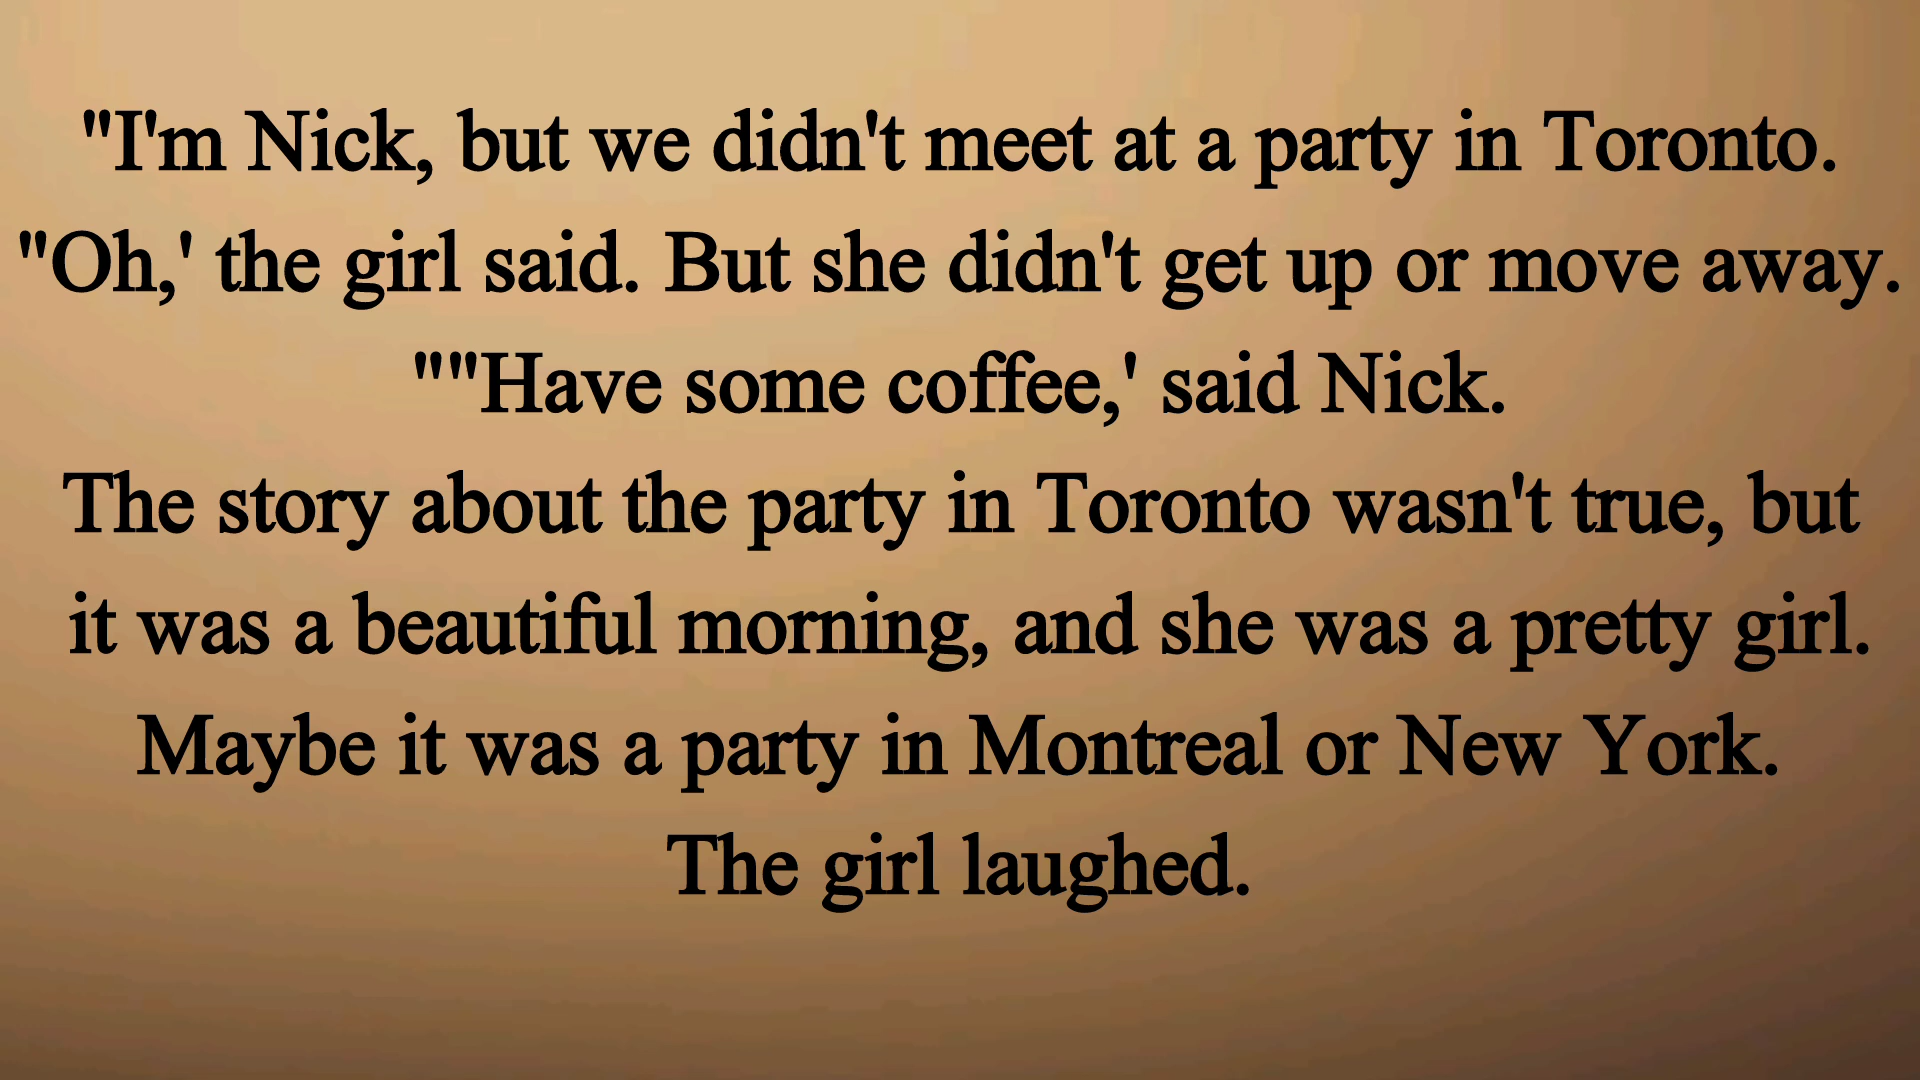 "I'm Nick, but we didn't meet at a party in Toronto.
"Oh,' the girl said. But she didn't get up or move away.
""Have some coffee,' said Nick.
The story about the party in Toronto wasn't true, but
it was a beautiful morning, and she was a pretty girl.
Maybe it was a party in Montreal or New York.
The girl laughed.